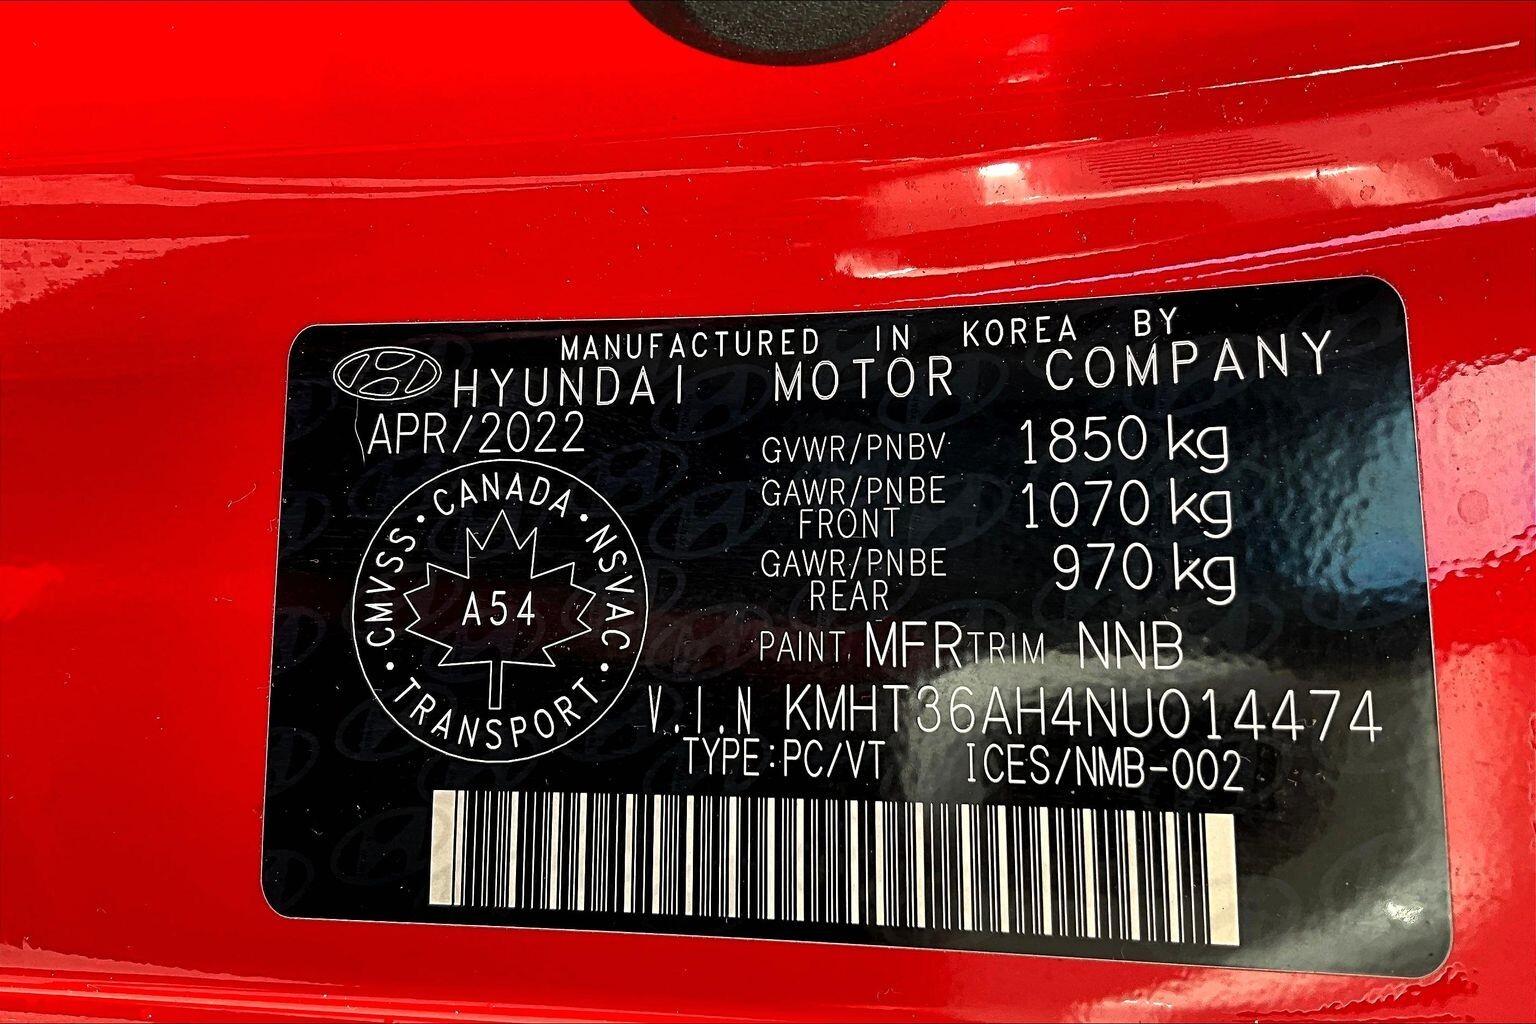 MANUFACTURED IN KOREA BY
HYUNDAI MOTOR COMPANY
APR/2022
GVWR/PNBV 1850 kg
GAWR/PNBE FRONT 1070 kg
GAWR/PNBE REAR 970 kg
CMVSS • CANADA • NSVAC • TRANSPORT •
A54
PAINT MFR TRIM NNB
V.I.N KMHT36AH4NU014474
TYPE:PC/VT ICES/NMB-002